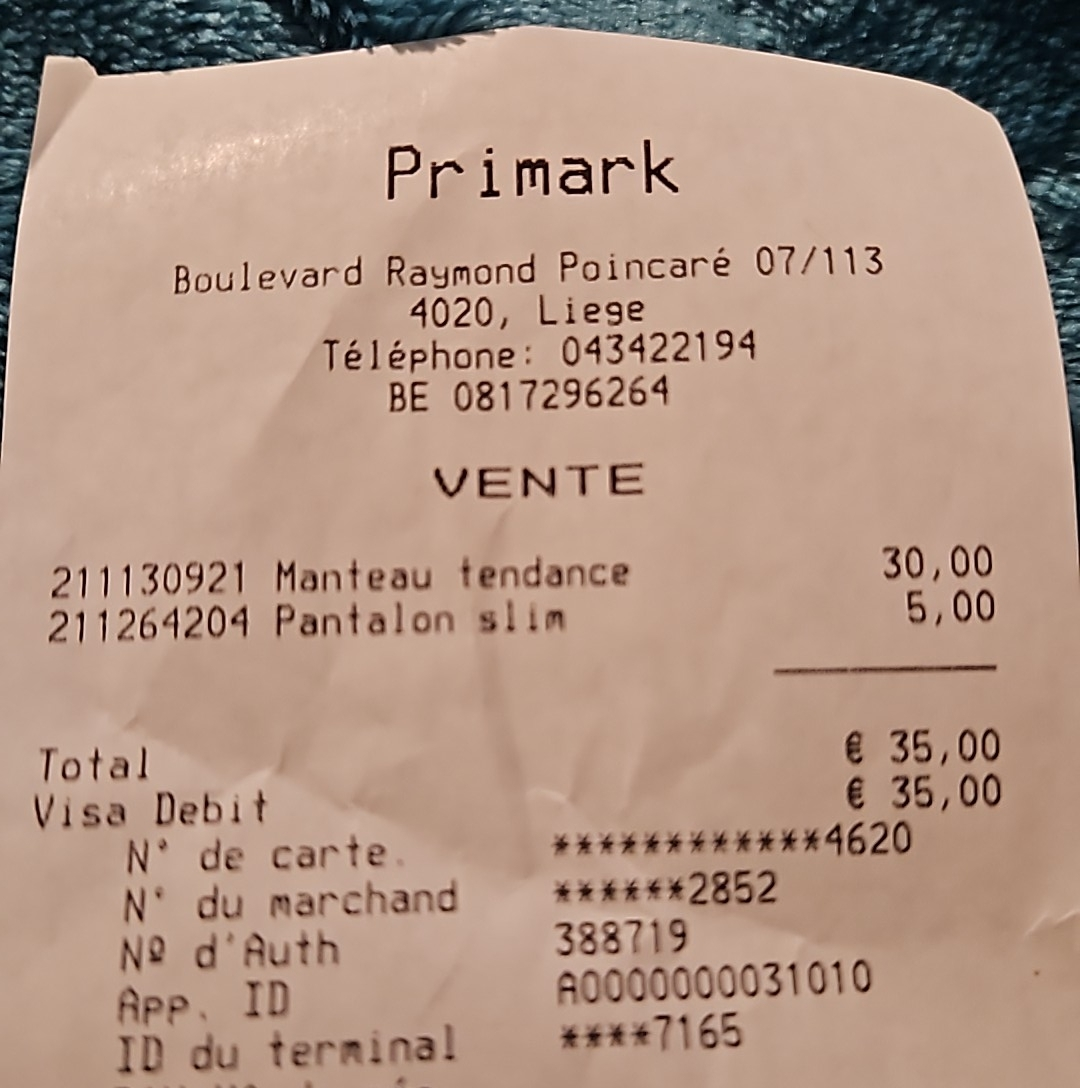 Primark
Boulevard Raymond Poincaré 07/113
4020, Liege
Téléphone: 043422194
BE 0817296264
VENTE
211130921 Manteau tendance 30,00
211264204 Pantalon slim 5,00
Total € 35,00
Visa Debit € 35,00
N° de carte. ************4620
N° du marchand ******2852
Nº d'Auth 388719
App. ID A0000000031010
ID du terminal ****7165